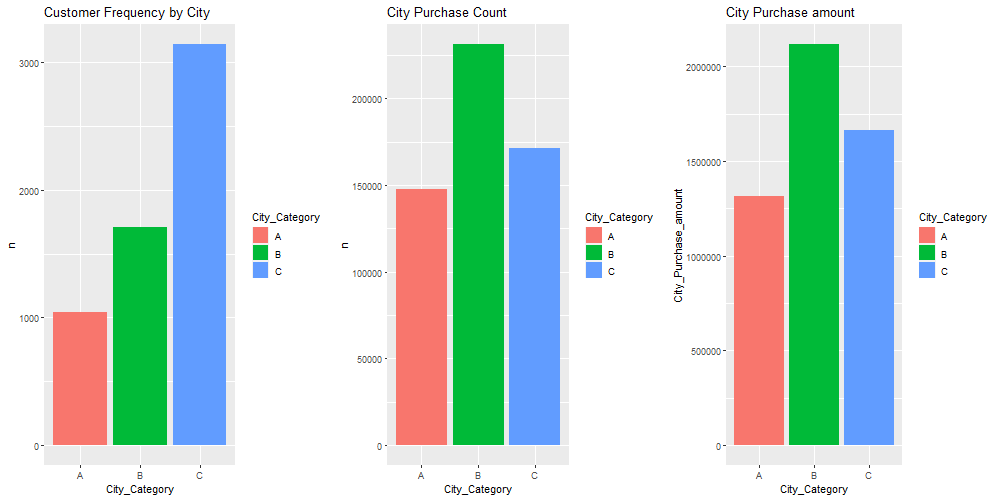 Customer Frequency by City
3000
2000
1000
0
n
A B C
City_Category
City_Category
A
B
C
City Purchase Count
200000
150000
100000
50000
0
n
A B C
City_Category
City_Category
A
B
C
City Purchase amount
2000000
1500000
1000000
500000
0
City_Purchase_amount
A B C
City_Category
City_Category
A
B
C